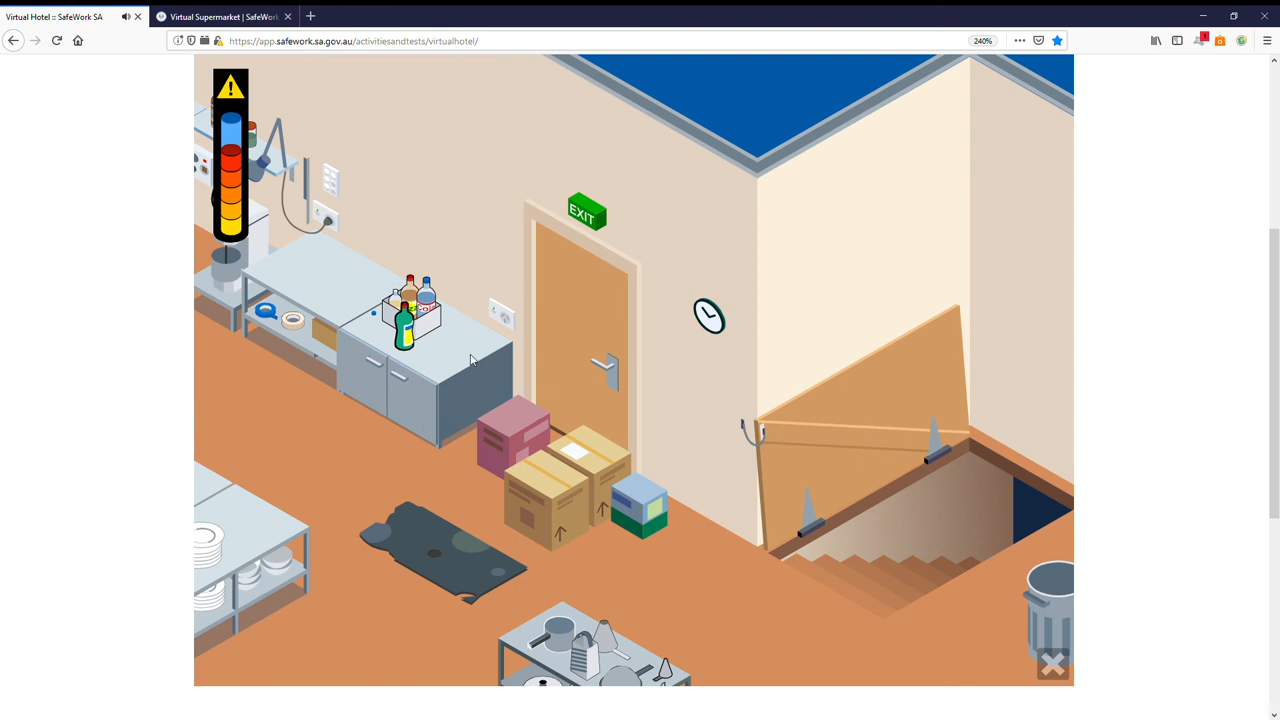 Virtual Hotel :: SafeWork SA
Virtual Supermarket | SafeWork
https://app.safework.sa.gov.au/activitiesandtests/virtualhotel/
240%
EXIT